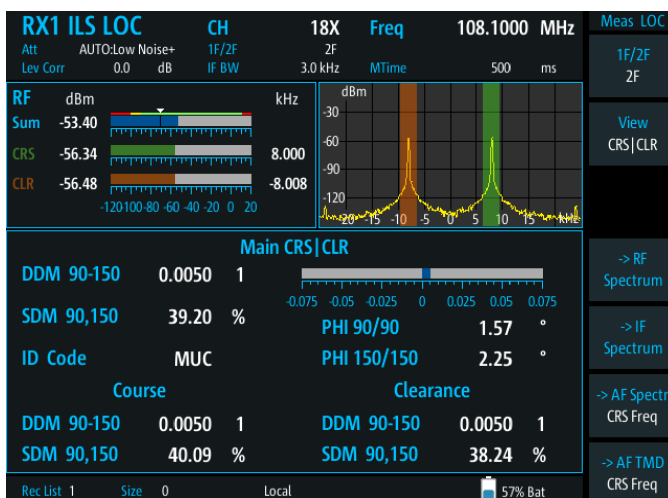 RX1 ILS LOC CH 18X Freq 108.1000 MHz
Att AUTO:Low Noise+ 1F/2F 2F
Lev Corr 0.0 dB IF BW 3.0 kHz MTime 500 ms
Meas LOC
1F/2F
2F
View
CRS|CLR
-> RF
Spectrum
-> IF
Spectrum
-> AF Spectr
CRS Freq
-> AF TMD
CRS Freq
RF dBm kHz
Sum -53.40
CRS -56.34 8.000
CLR -56.48 -8.008
-120 -100 -80 -60 -40 -20 0 20
dBm
-30
-60
-90
-120
-20 -15 -10 -5 0 5 10 15 kHz
Main CRS|CLR
DDM 90-150 0.0050 1
-0.075 -0.05 -0.025 0 0.025 0.05 0.075
SDM 90,150 39.20 %
PHI 90/90 1.57 °
ID Code MUC
PHI 150/150 2.25 °
Course Clearance
DDM 90-150 0.0050 1 DDM 90-150 0.0050 1
SDM 90,150 40.09 % SDM 90,150 38.24 %
Rec List 1 Size 0 Local 57% Bat